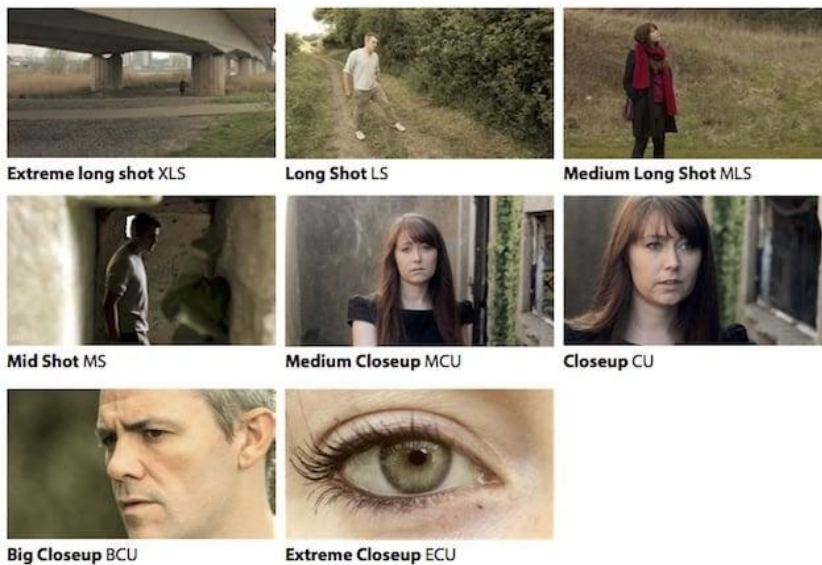 Extreme long shot XLS
Long Shot LS
Medium Long Shot MLS
Mid Shot MS
Medium Closeup MCU
Closeup CU
Big Closeup BCU
Extreme Closeup ECU